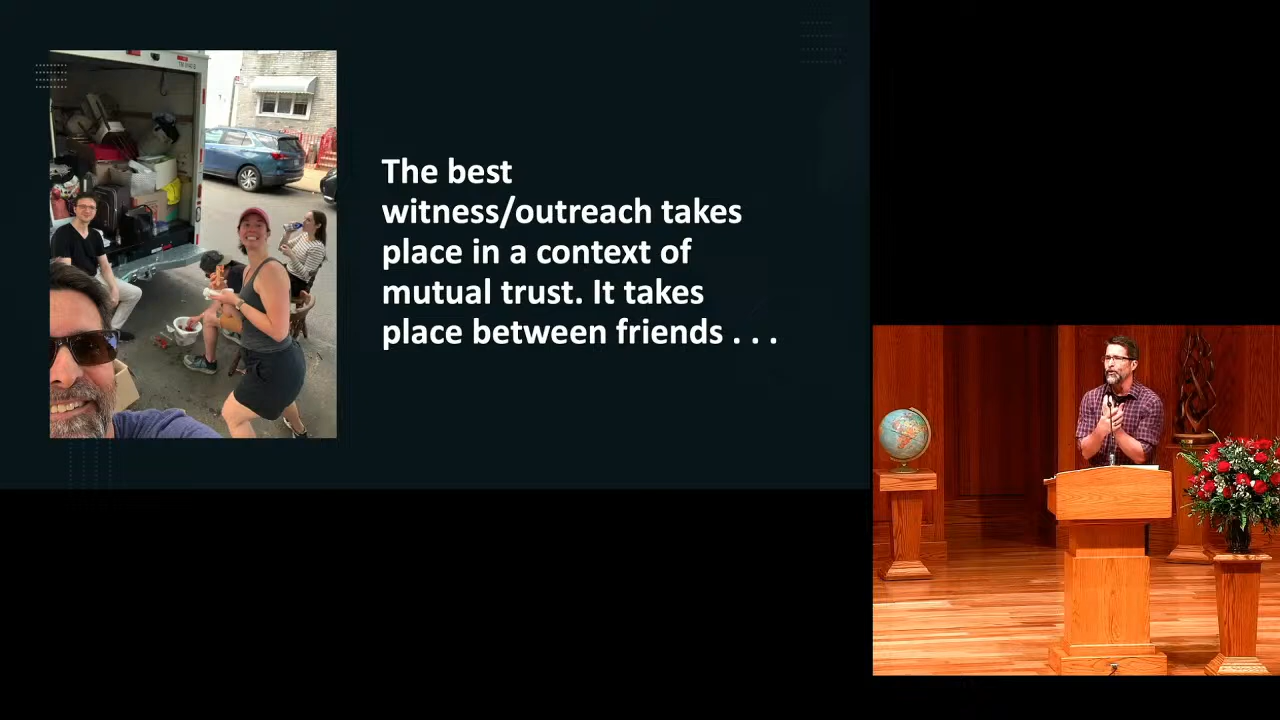 The best
witness/outreach takes
place in a context of
mutual trust. It takes
place between friends . . .